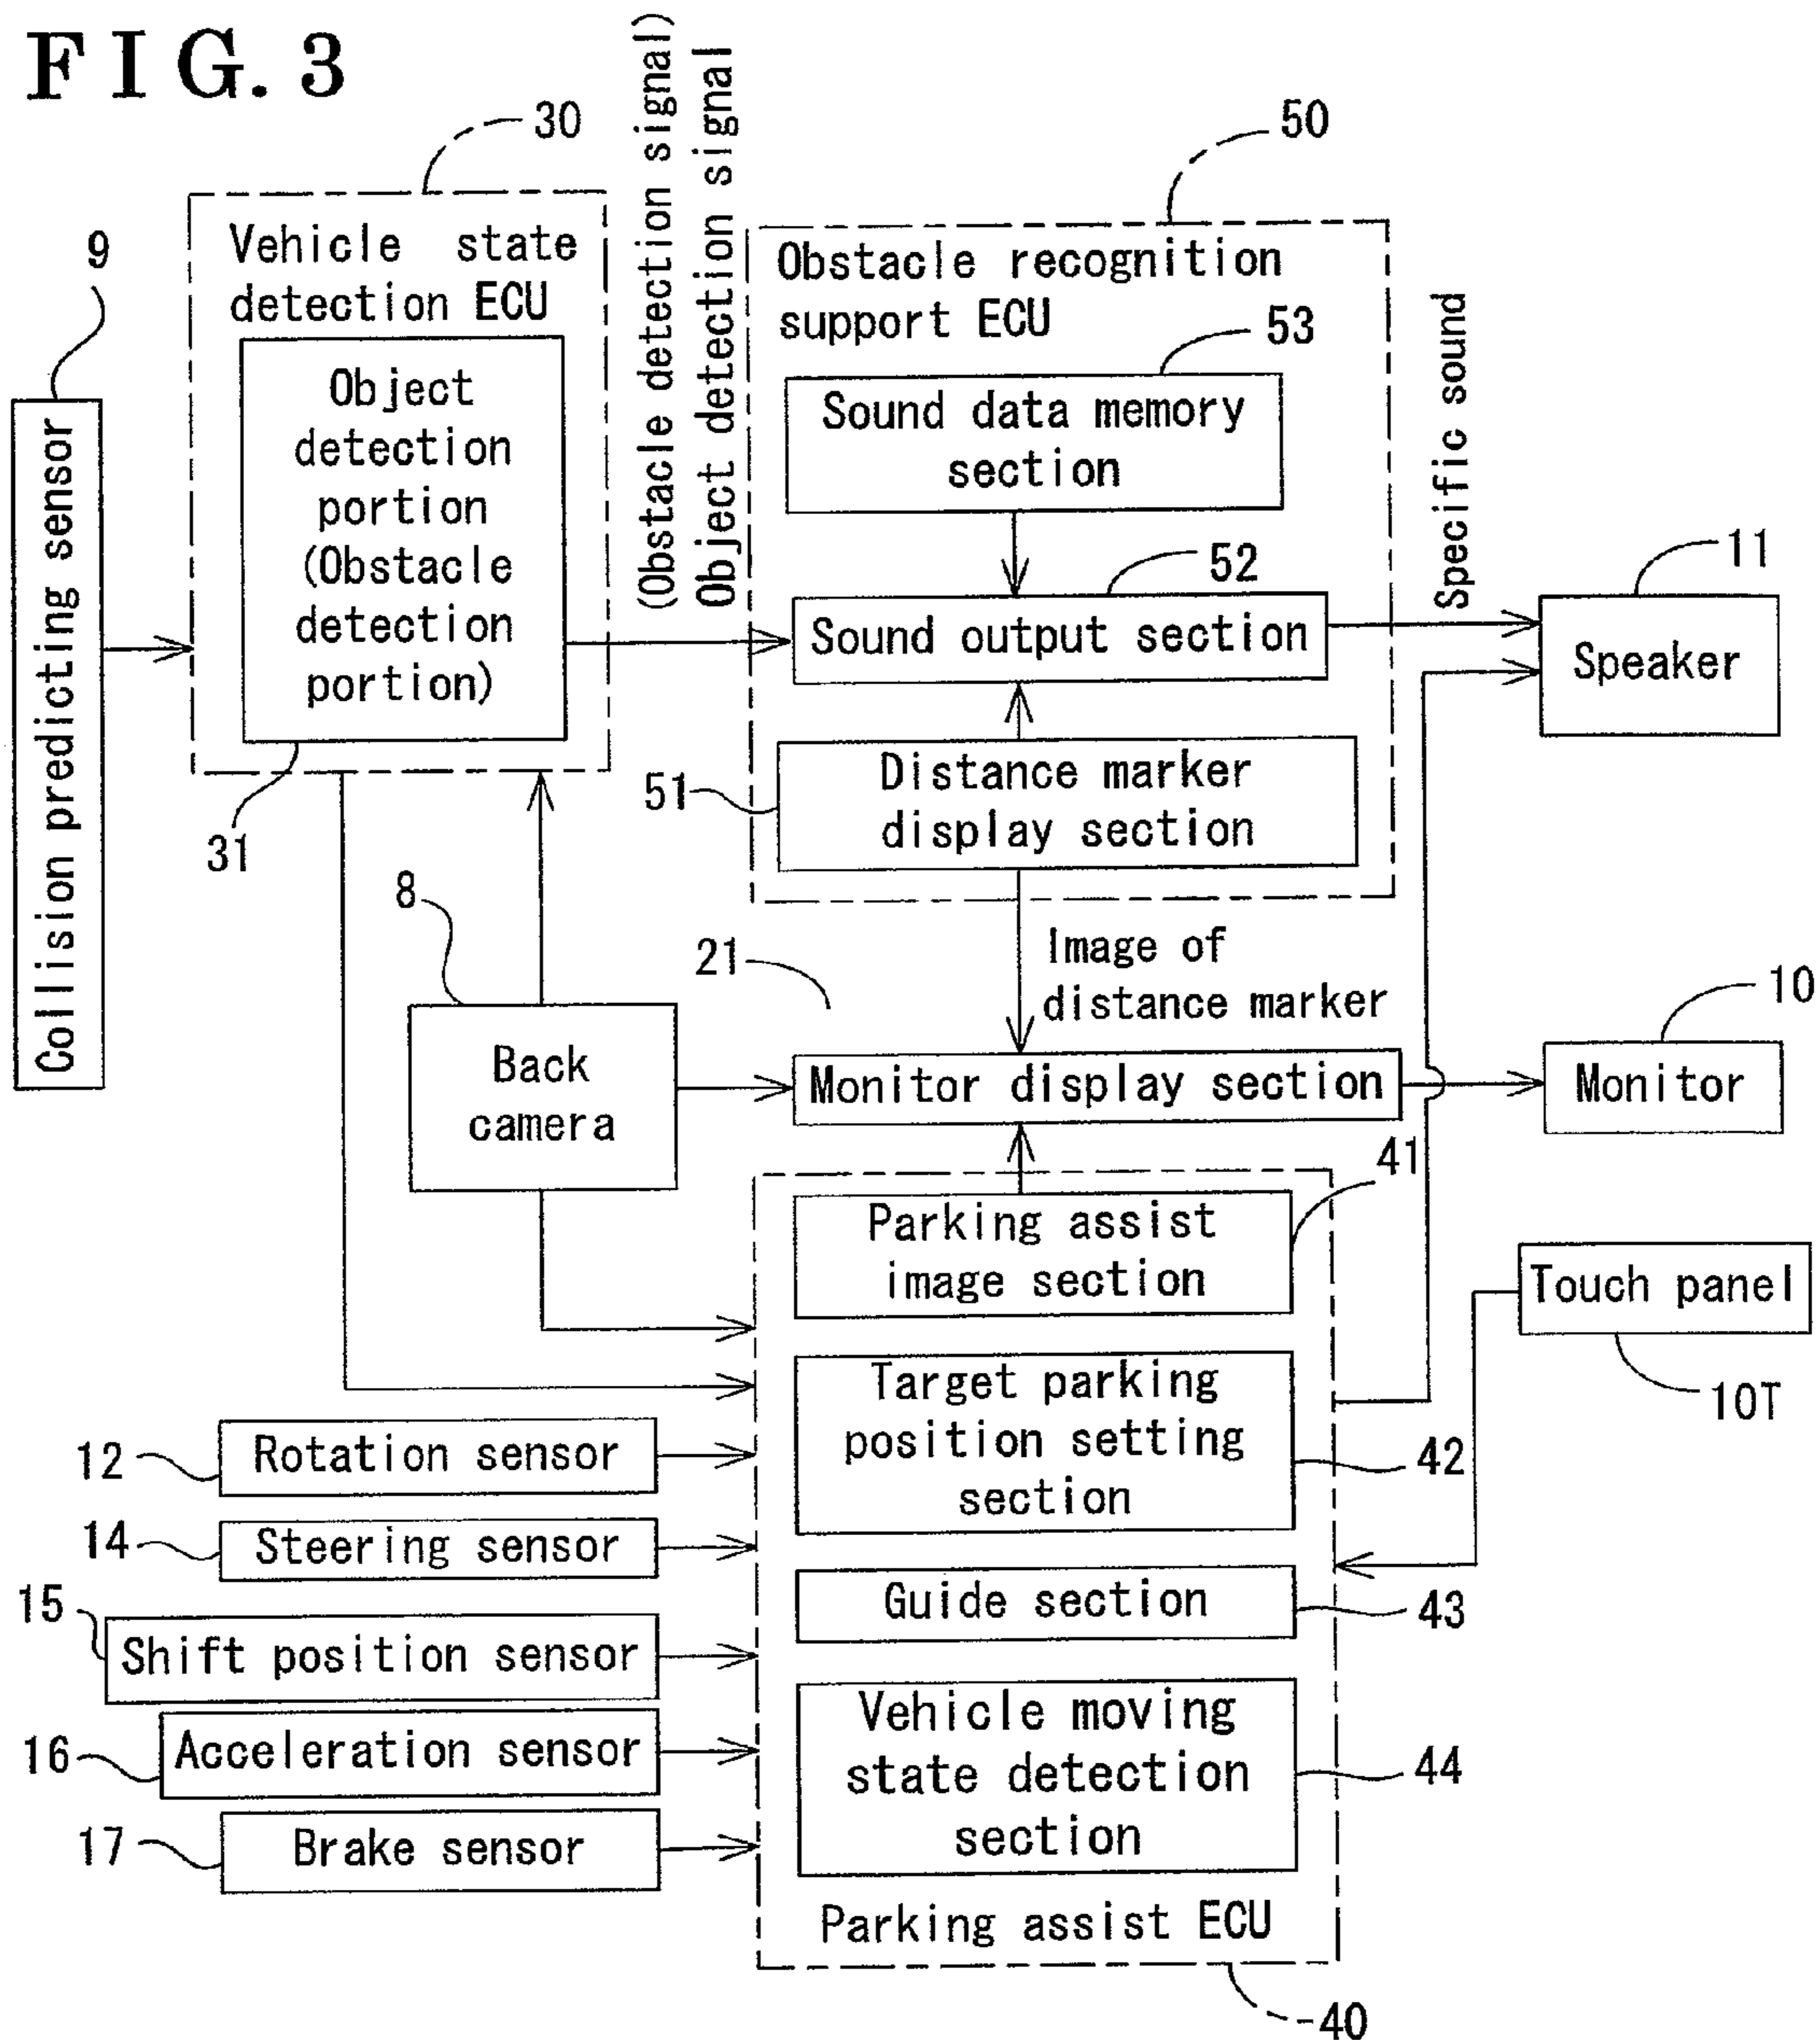 FIG. 3
30
(Obstacle detection signal)
Object detection signal
50
9
Vehicle state
detection ECU
Obstacle recognition
support ECU
53
Specific sound
Collision predicting sensor
Object
detection
portion
(Obstacle
detection
portion)
Sound data memory
section
52
11
Sound output section
Speaker
31
51
Distance marker
display section
8
21
Image of
distance marker
10
Back
camera
Monitor display section
Monitor
41
Parking assist
image section
Touch panel
10T
Target parking
position setting
section
42
12
Rotation sensor
14
Steering sensor
Guide section
43
15
Shift position sensor
16
Acceleration sensor
Vehicle moving
state detection
section
44
17
Brake sensor
Parking assist ECU
40